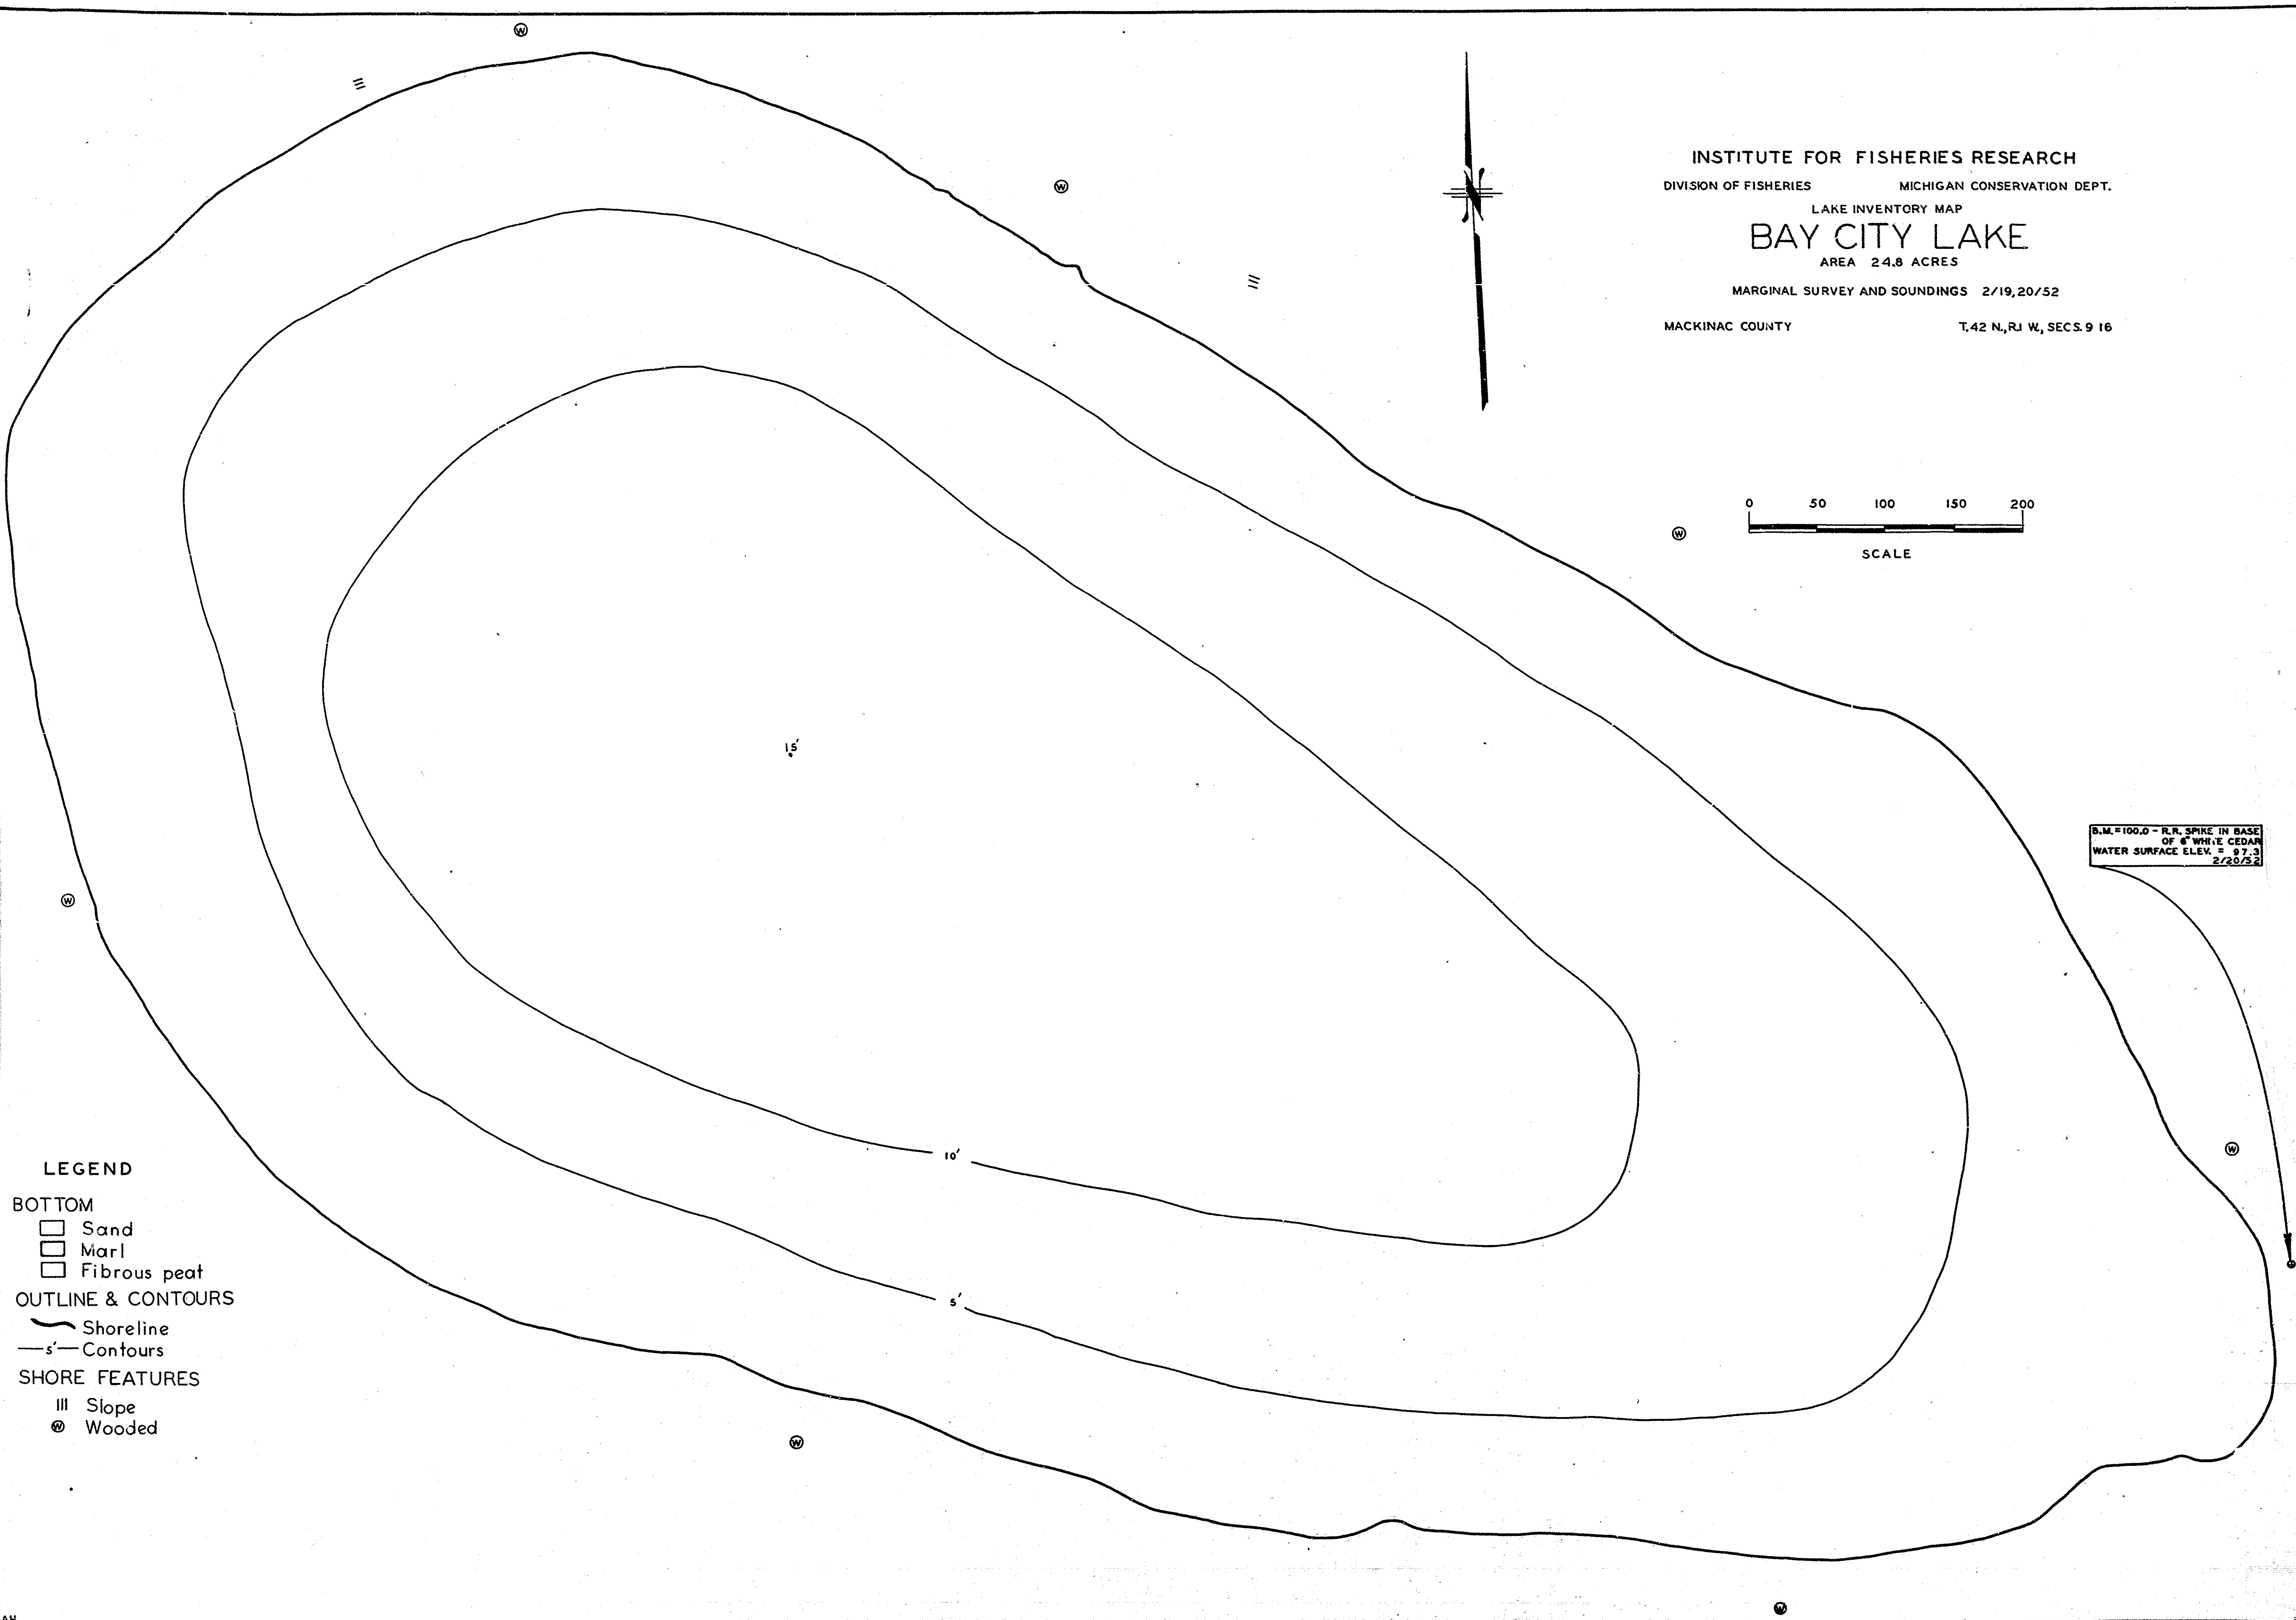 INSTITUTE FOR FISHERIES RESEARCH
DIVISION OF FISHERIES MICHIGAN CONSERVATION DEPT.
LAKE INVENTORY MAP
BAY CITY LAKE
AREA 24.8 ACRES
MARGINAL SURVEY AND SOUNDINGS 2/19,20/52
MACKINAC COUNTY T.42 N., R.1 W., SECS. 9 16
N
0 50 100 150 200
SCALE
W
W
W
W
W
W
W
15'
10'
5'
B.M. = 100.0 - R.R. SPIKE IN BASE
OF 6" WHITE CEDAR
WATER SURFACE ELEV. = 97.3
2/20/52
LEGEND
BOTTOM
Sand
Marl
Fibrous peat
OUTLINE & CONTOURS
Shoreline
5' Contours
SHORE FEATURES
Slope
W Wooded
AH